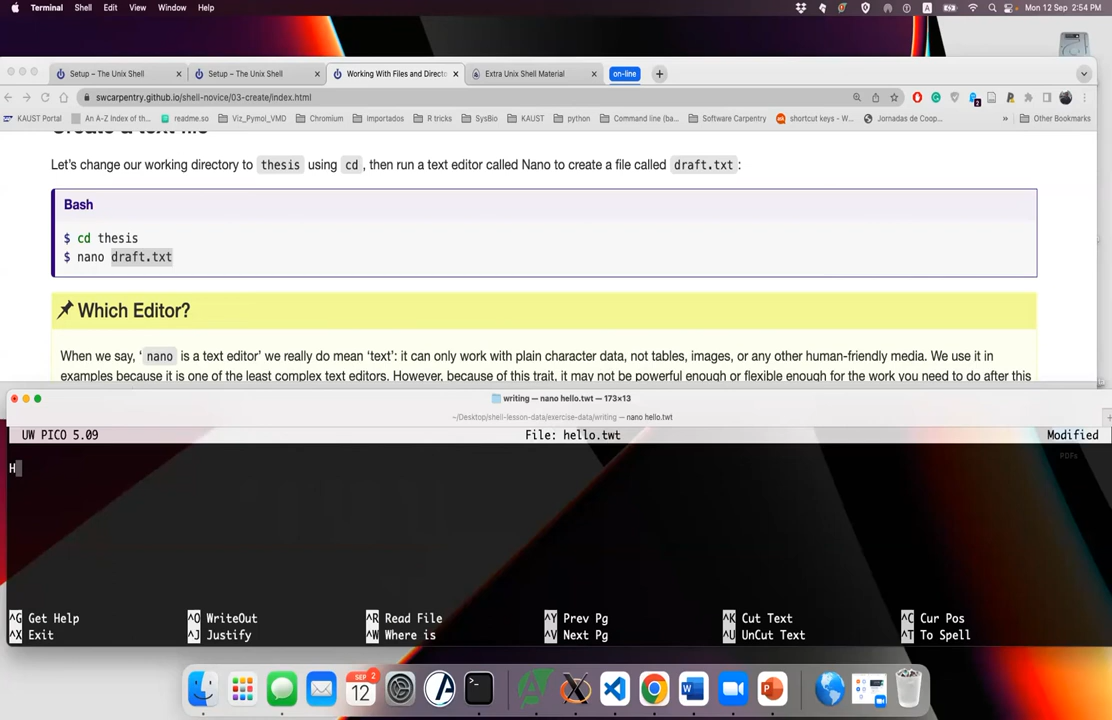 Terminal Shell Edit View Window Help Mon 12 Sep 2:54 PM
Setup – The Unix Shell Setup – The Unix Shell Working With Files and Directo Extra Unix Shell Material on-line
swcarpentry.github.io/shell-novice/03-create/index.html
KAUST Portal An A-Z index of th... readme.so Viz_Pymol_VMD Chromium Importados R tricks SysBio KAUST python Command line (ba... Software Carpentry shortcut keys - W... Jornadas de Coop... » Other Bookmarks
Create a text file
Let's change our working directory to thesis using cd, then run a text editor called Nano to create a file called draft.txt:
Bash
$ cd thesis
$ nano draft.txt
Which Editor?
When we say, 'nano is a text editor' we really do mean 'text': it can only work with plain character data, not tables, images, or any other human-friendly media. We use it in
examples because it is one of the least complex text editors. However, because of this trait, it may not be powerful enough or flexible enough for the work you need to do after this
writing — nano hello.twt — 173×13
~/Desktop/shell-lesson-data/exercise-data/writing — nano hello.twt
UW PICO 5.09 File: hello.twt Modified
PDFs
H
^G Get Help ^O WriteOut ^R Read File ^Y Prev Pg ^K Cut Text ^C Cur Pos
^X Exit ^J Justify ^W Where is ^V Next Pg ^U UnCut Text ^T To Spell
SEP 2
12